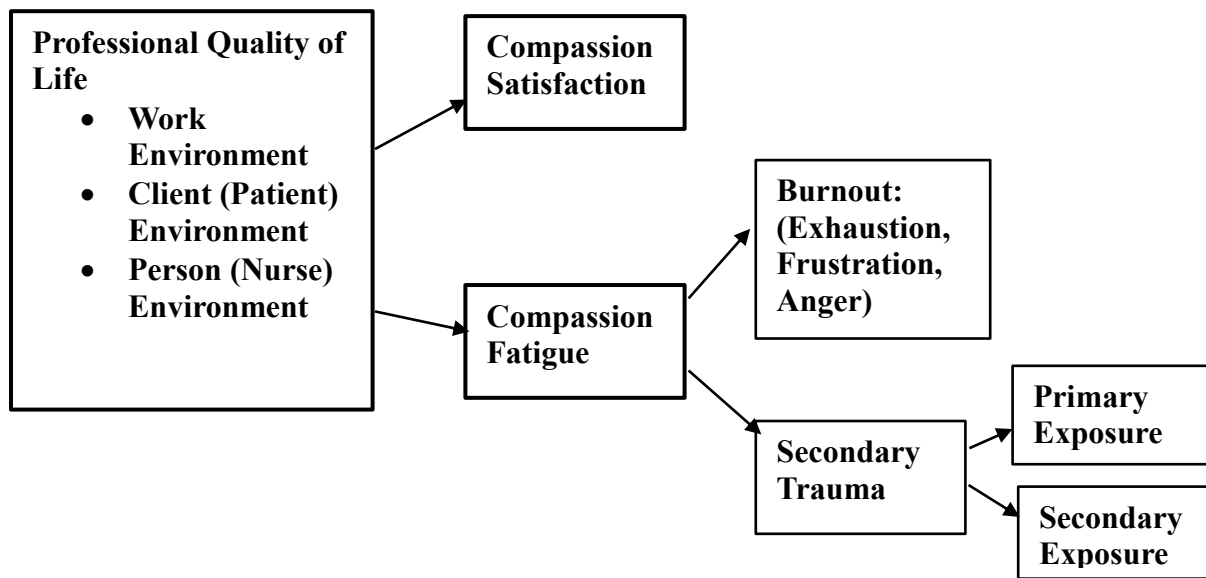 Professional Quality of
Life
• Work
Environment
• Client (Patient)
Environment
• Person (Nurse)
Environment
Compassion
Satisfaction
Compassion
Fatigue
Burnout:
(Exhaustion,
Frustration,
Anger)
Secondary
Trauma
Primary
Exposure
Secondary
Exposure